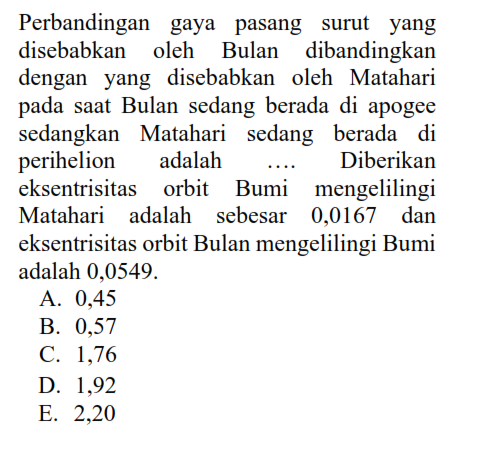 Perbandingan gaya pasang surut yang
disebabkan oleh Bulan dibandingkan
dengan yang disebabkan oleh Matahari
pada saat Bulan sedang berada di apogee
sedangkan Matahari sedang berada di
perihelion adalah .... Diberikan
eksentrisitas orbit Bumi mengelilingi
Matahari adalah sebesar 0,0167 dan
eksentrisitas orbit Bulan mengelilingi Bumi
adalah 0,0549.
A. 0,45
B. 0,57
C. 1,76
D. 1,92
E. 2,20